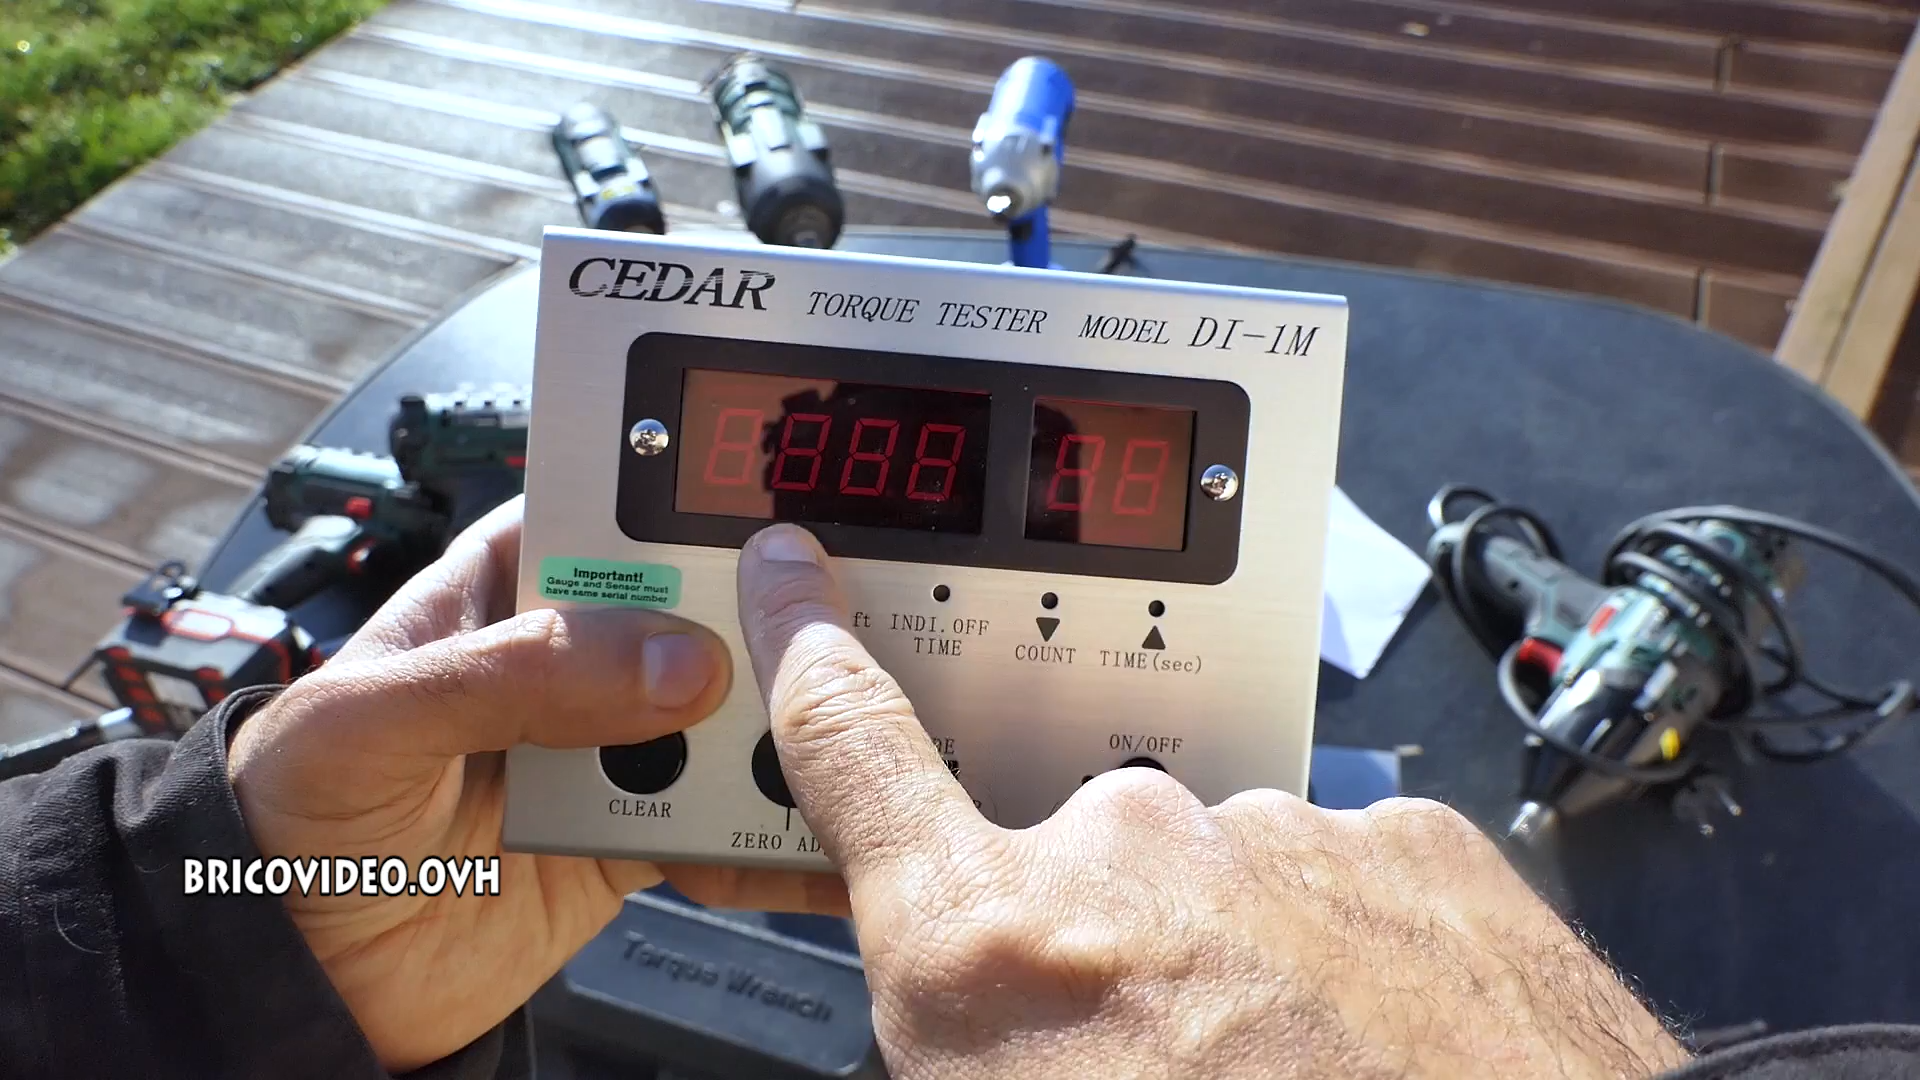 CEDAR TORQUE TESTER MODEL DI-1M
Important!
Gauge and Sensor must
have same serial number
ft INDI.OFF
TIME
COUNT
TIME(sec)
ON/OFF
CLEAR
ZERO
BRICOVIDEO.OVH
Torque Wrench